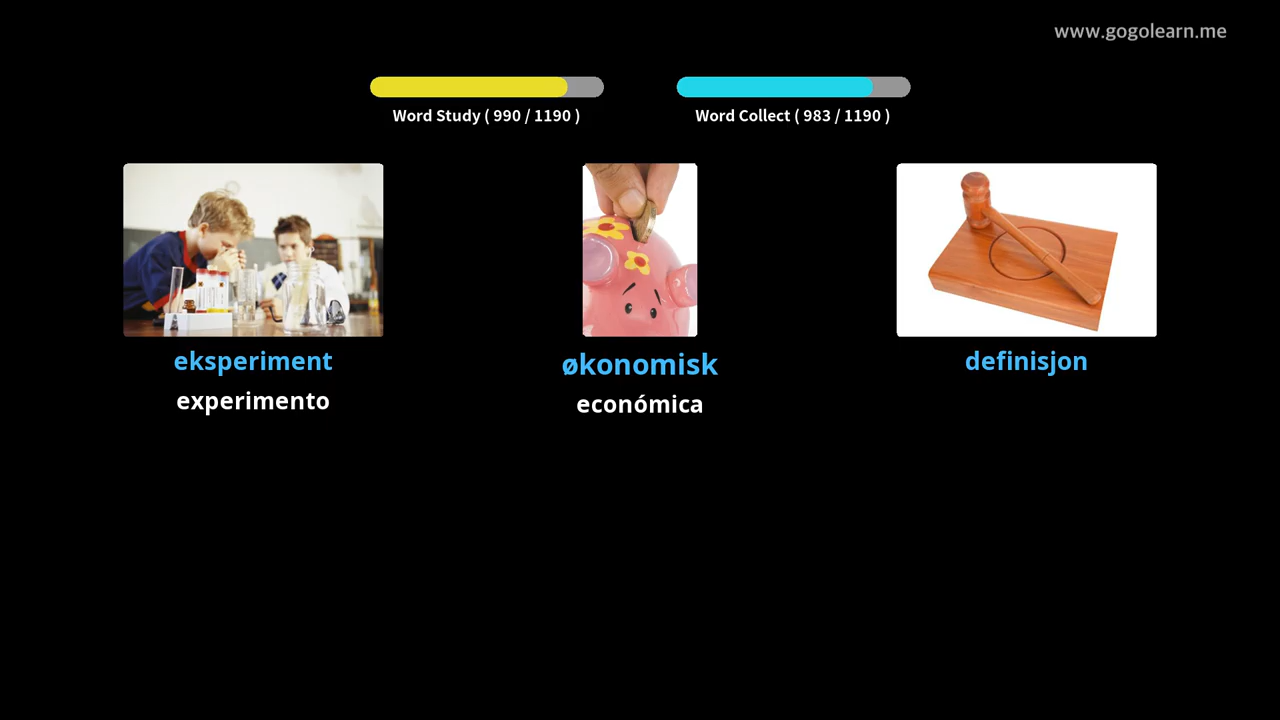 www.gogolearn.me
Word Study ( 990 / 1190 )
Word Collect ( 983 / 1190 )
eksperiment
experimento
økonomisk
económica
definisjon